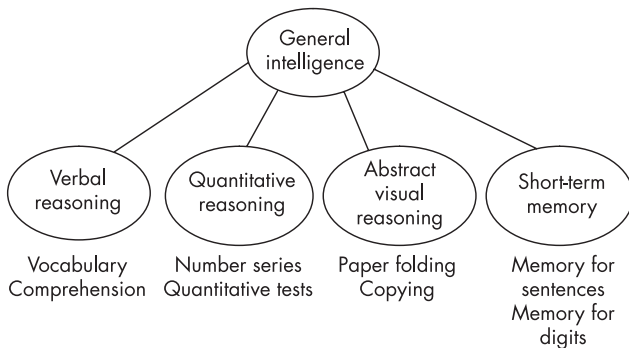 General
intelligence
Verbal
reasoning
Quantitative
reasoning
Abstract
visual
reasoning
Short-term
memory
Vocabulary
Comprehension
Number series
Quantitative tests
Paper folding
Copying
Memory for
sentences
Memory for
digits